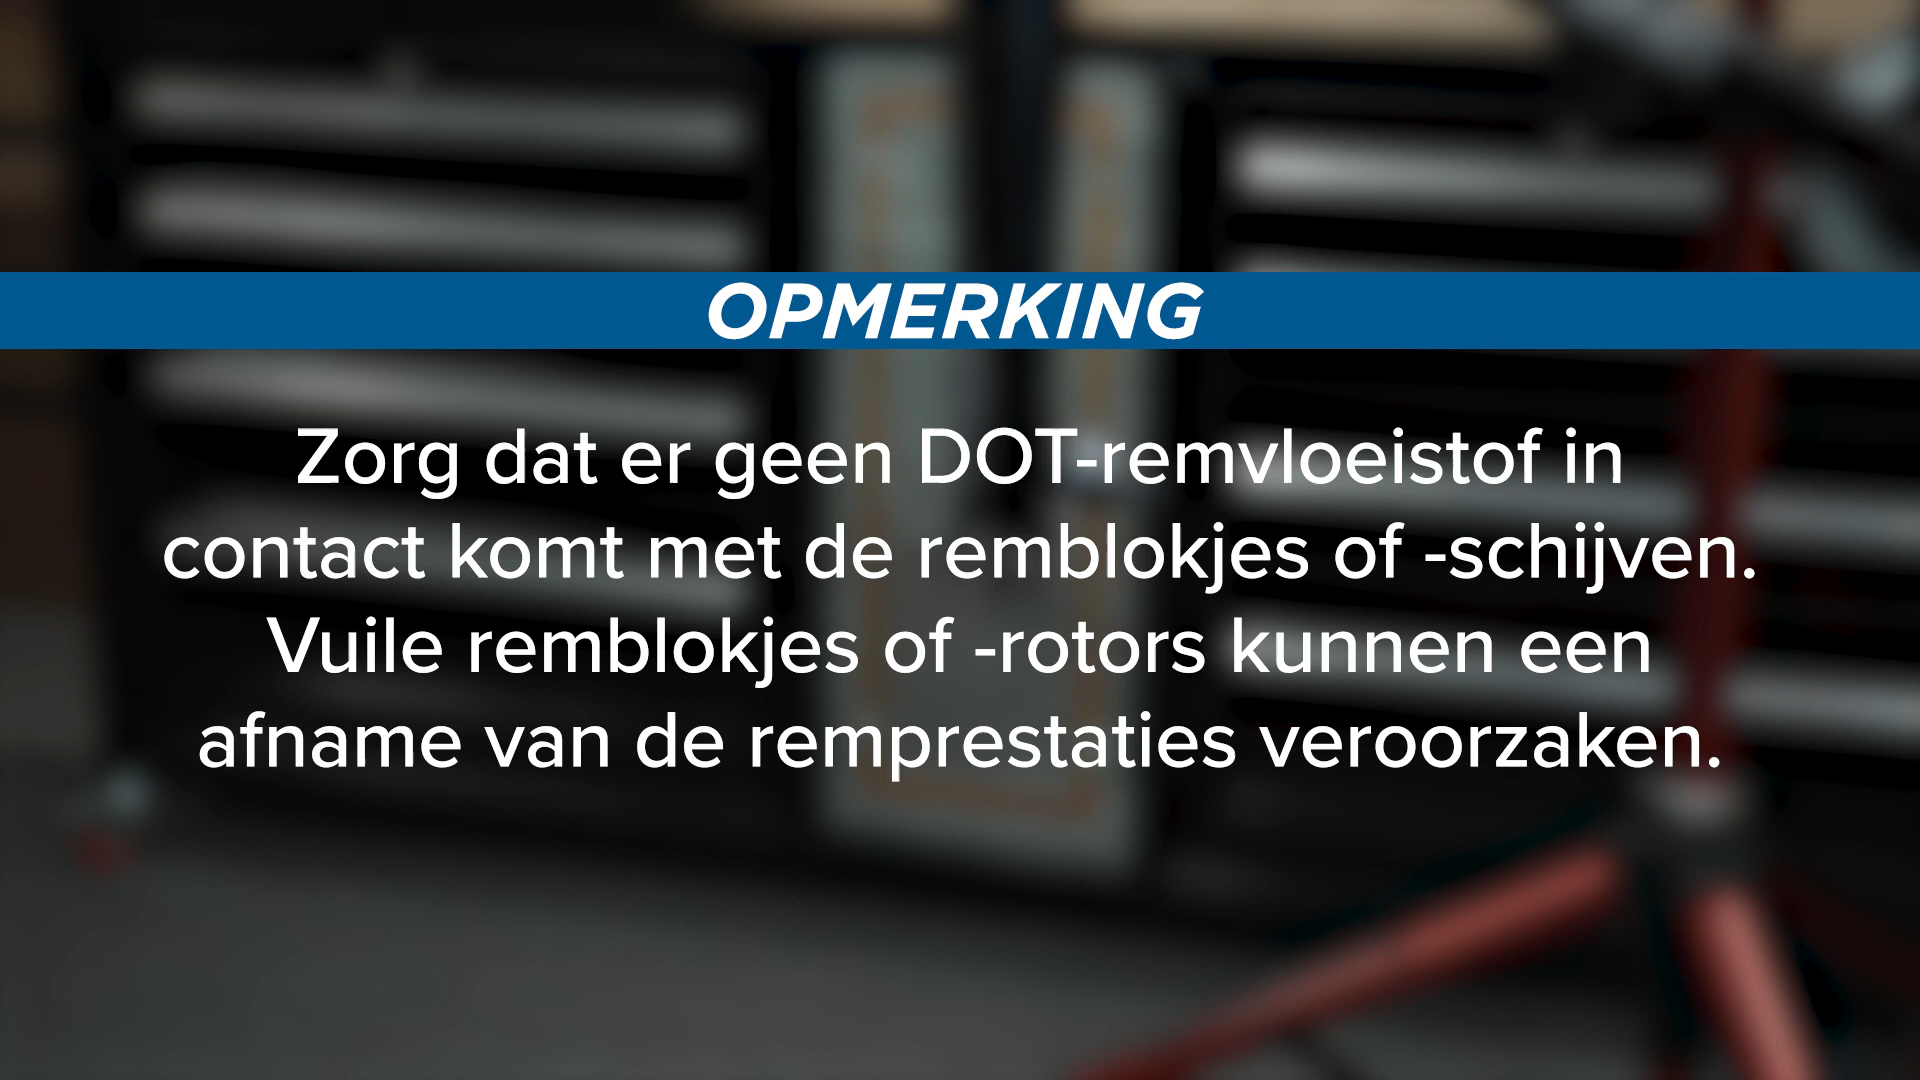 OPMERKING
Zorg dat er geen DOT-remvloeistof in
contact komt met de remblokjes of -schijven.
Vuile remblokjes of -rotors kunnen een
afname van de remprestaties veroorzaken.